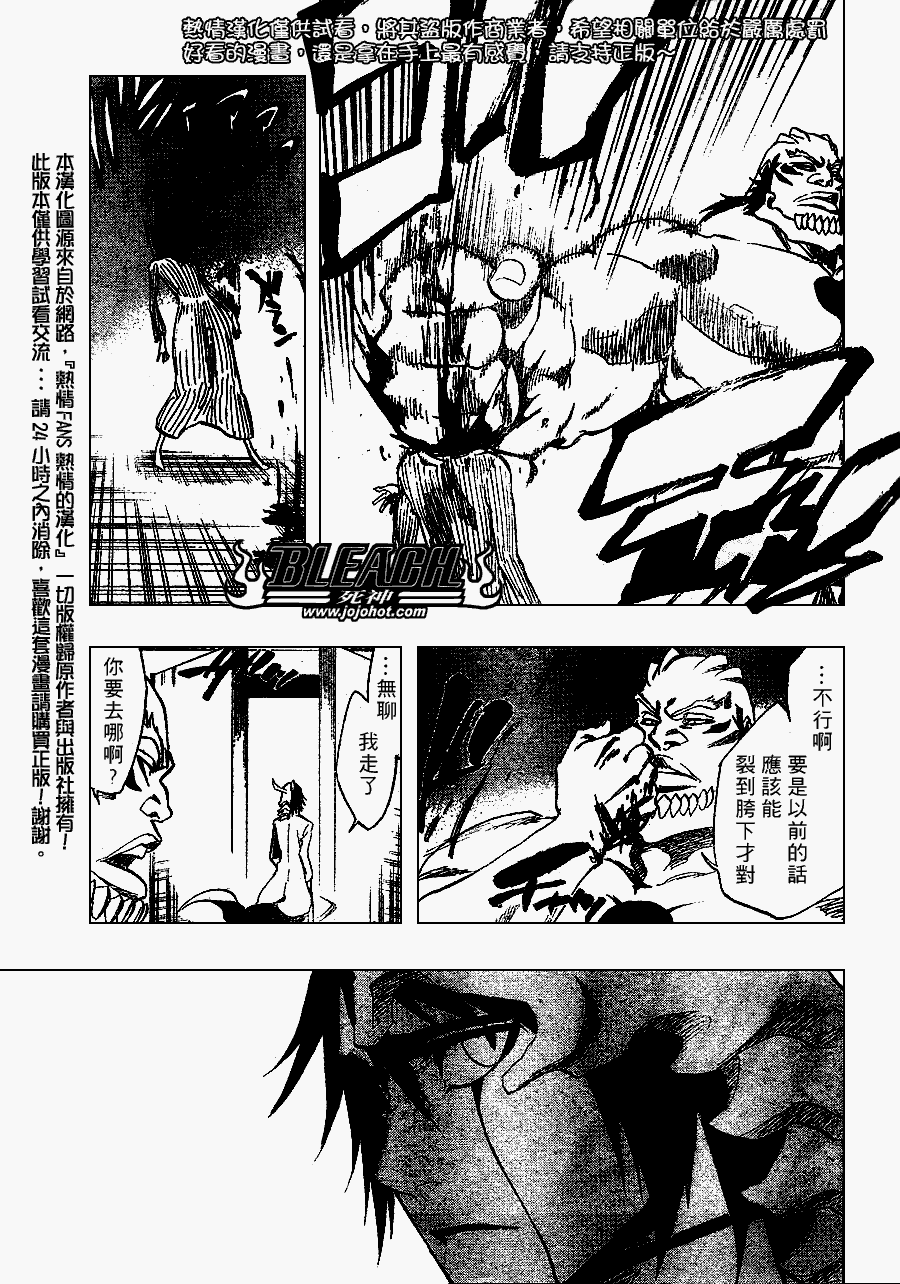 熱情漢化僅供試看，將其盜版作商業者，希望相關單位給於嚴厲處罰
好看的漫畫，還是拿在手上最有感覺，請支持正版～
本漢化圖源來自於網路，『熱情FANS 熱情的漢化』一切版權歸原作者與出版社擁有！
此版本僅供學習試看交流…請24小時之內消除，喜歡這套漫畫請購買正版！謝謝。
BLEACH
死神
www.jojohot.com
…不行啊
要是以前的話
應該能
裂到胯下才對
…無聊
我走了
你要去哪啊?